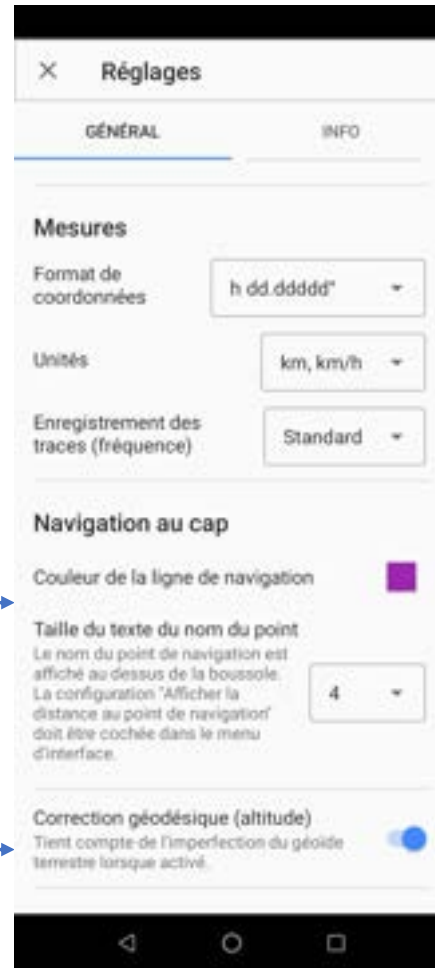 Réglages
GÉNÉRAL
INFO
Mesures
Format de
coordonnées
h dd.ddddd°
Unités
km, km/h
Enregistrement des
traces (fréquence)
Standard
Navigation au cap
Couleur de la ligne de navigation
Taille du texte du nom du point
Le nom du point de navigation est
affiché au dessus de la boussole.
La configuration "Afficher la
distance au point de navigation"
doit être cochée dans le menu
d'interface.
4
Correction géodésique (altitude)
Tient compte de l'imperfection du géoïde
terrestre lorsque activé.